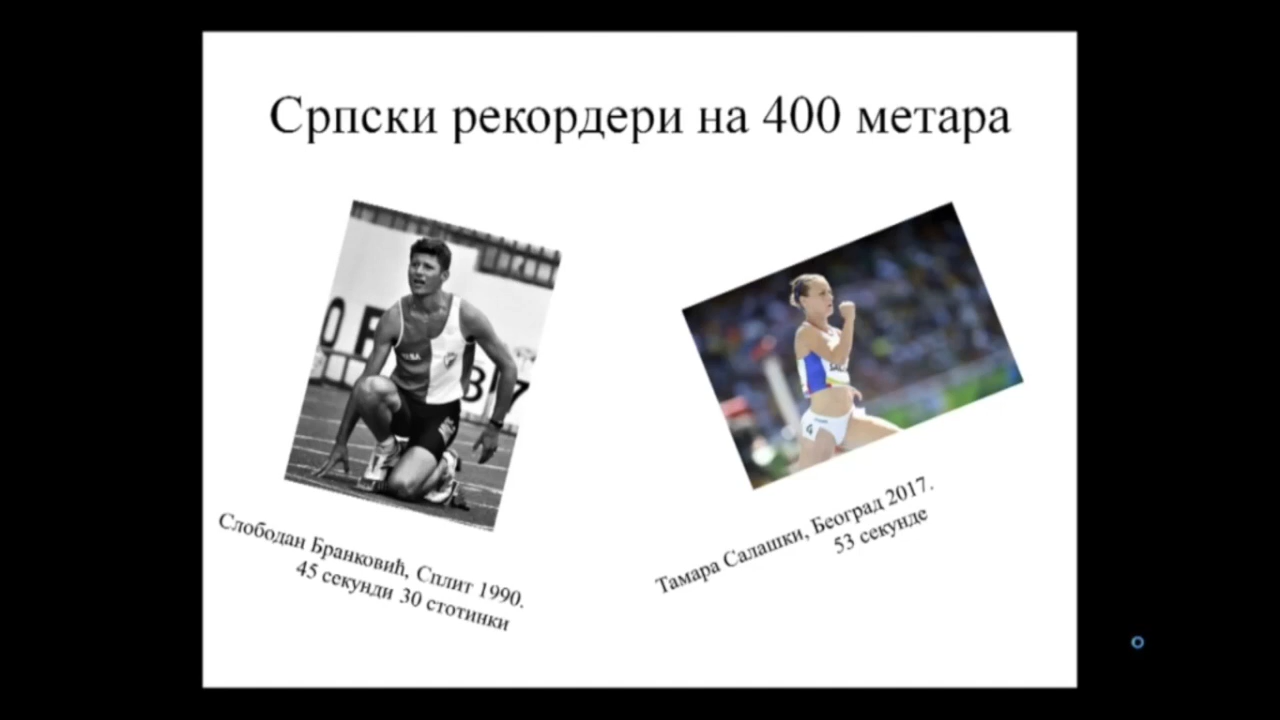 Српски рекордери на 400 метара
Слободан Бранковић, Сплит 1990.
45 секунди 30 стотинки
Тамара Салашки, Београд 2017.
53 секунде